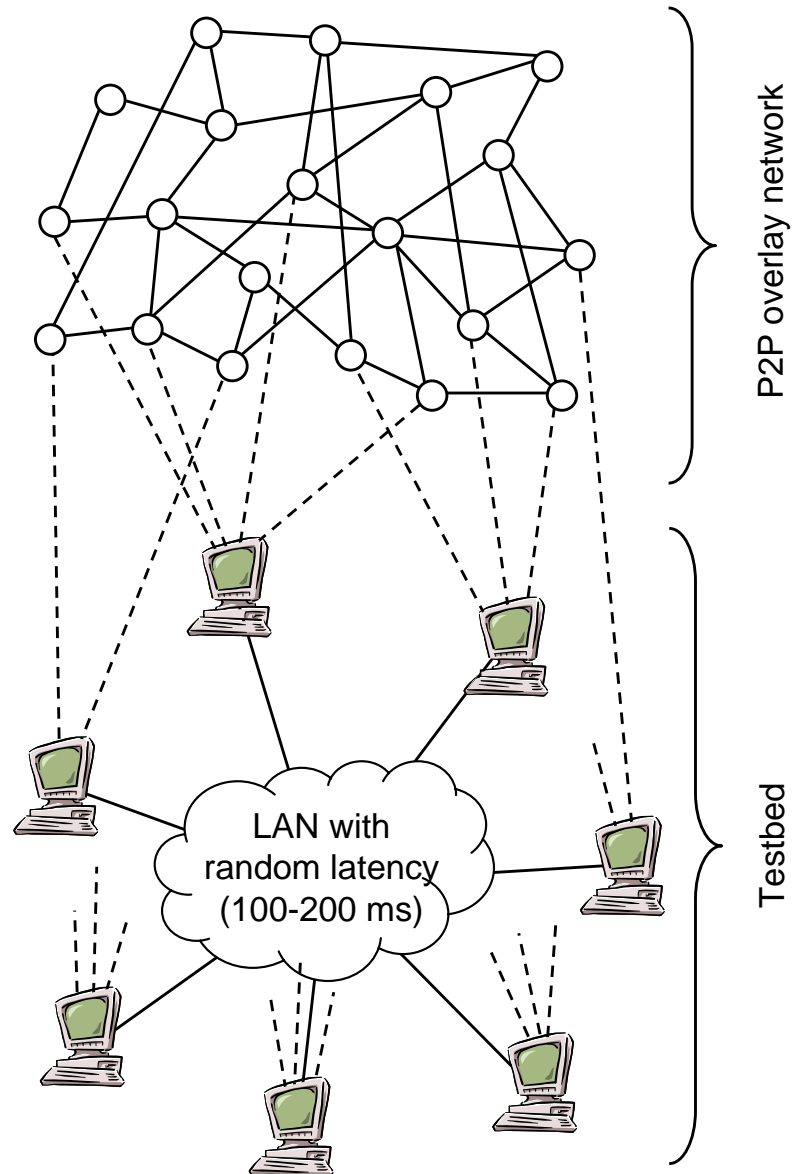 P2P overlay network
LAN with
random latency
(100-200 ms)
Testbed